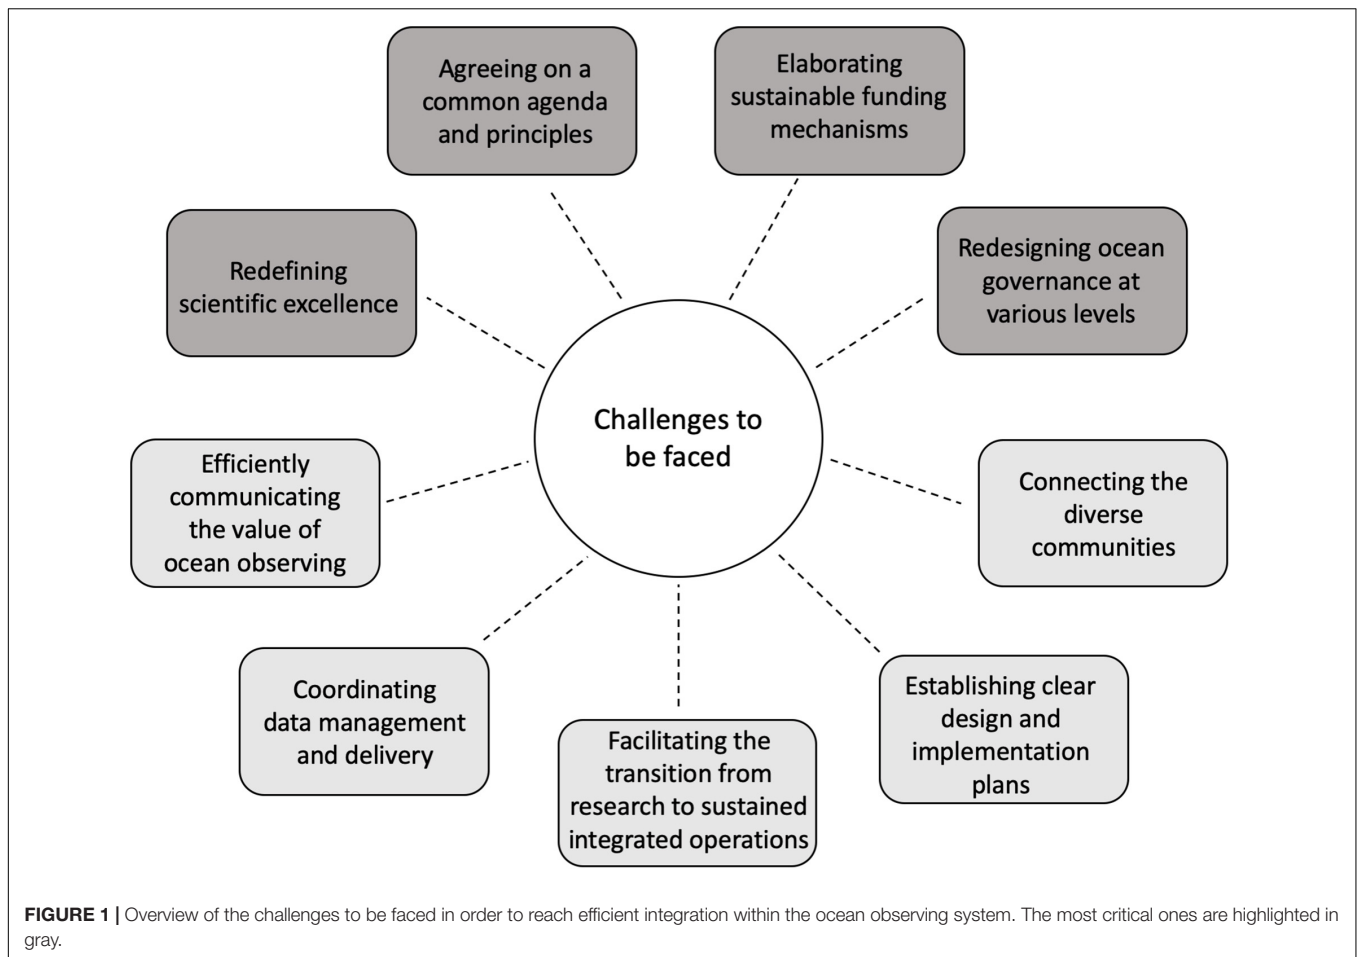 Agreeing on a
common agenda
and principles
Elaborating
sustainable funding
mechanisms
Redefining
scientific excellence
Redesigning ocean
governance at
various levels
Challenges to
be faced
Efficiently
communicating
the value of
ocean observing
Connecting the
diverse
communities
Coordinating
data management
and delivery
Facilitating the
transition from
research to sustained
integrated operations
Establishing clear
design and
implementation
plans
FIGURE 1 | Overview of the challenges to be faced in order to reach efficient integration within the ocean observing system. The most critical ones are highlighted in
gray.